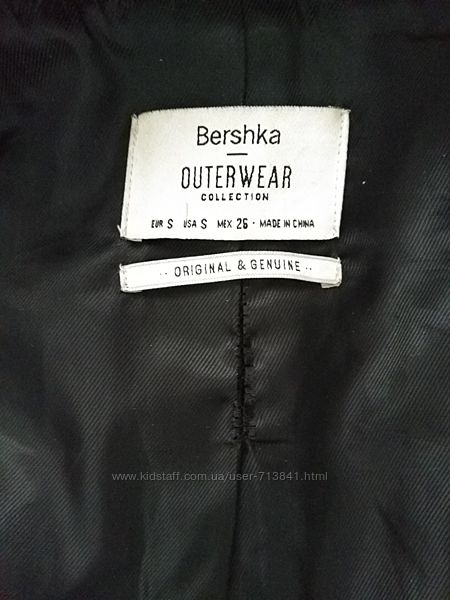 Bershka
OUTERWEAR
COLLECTION
EUR S USA S MEX 26 · MADE IN CHINA
·· ORIGINAL & GENUINE ··
www.kidstaff.com.ua/user-713841.html